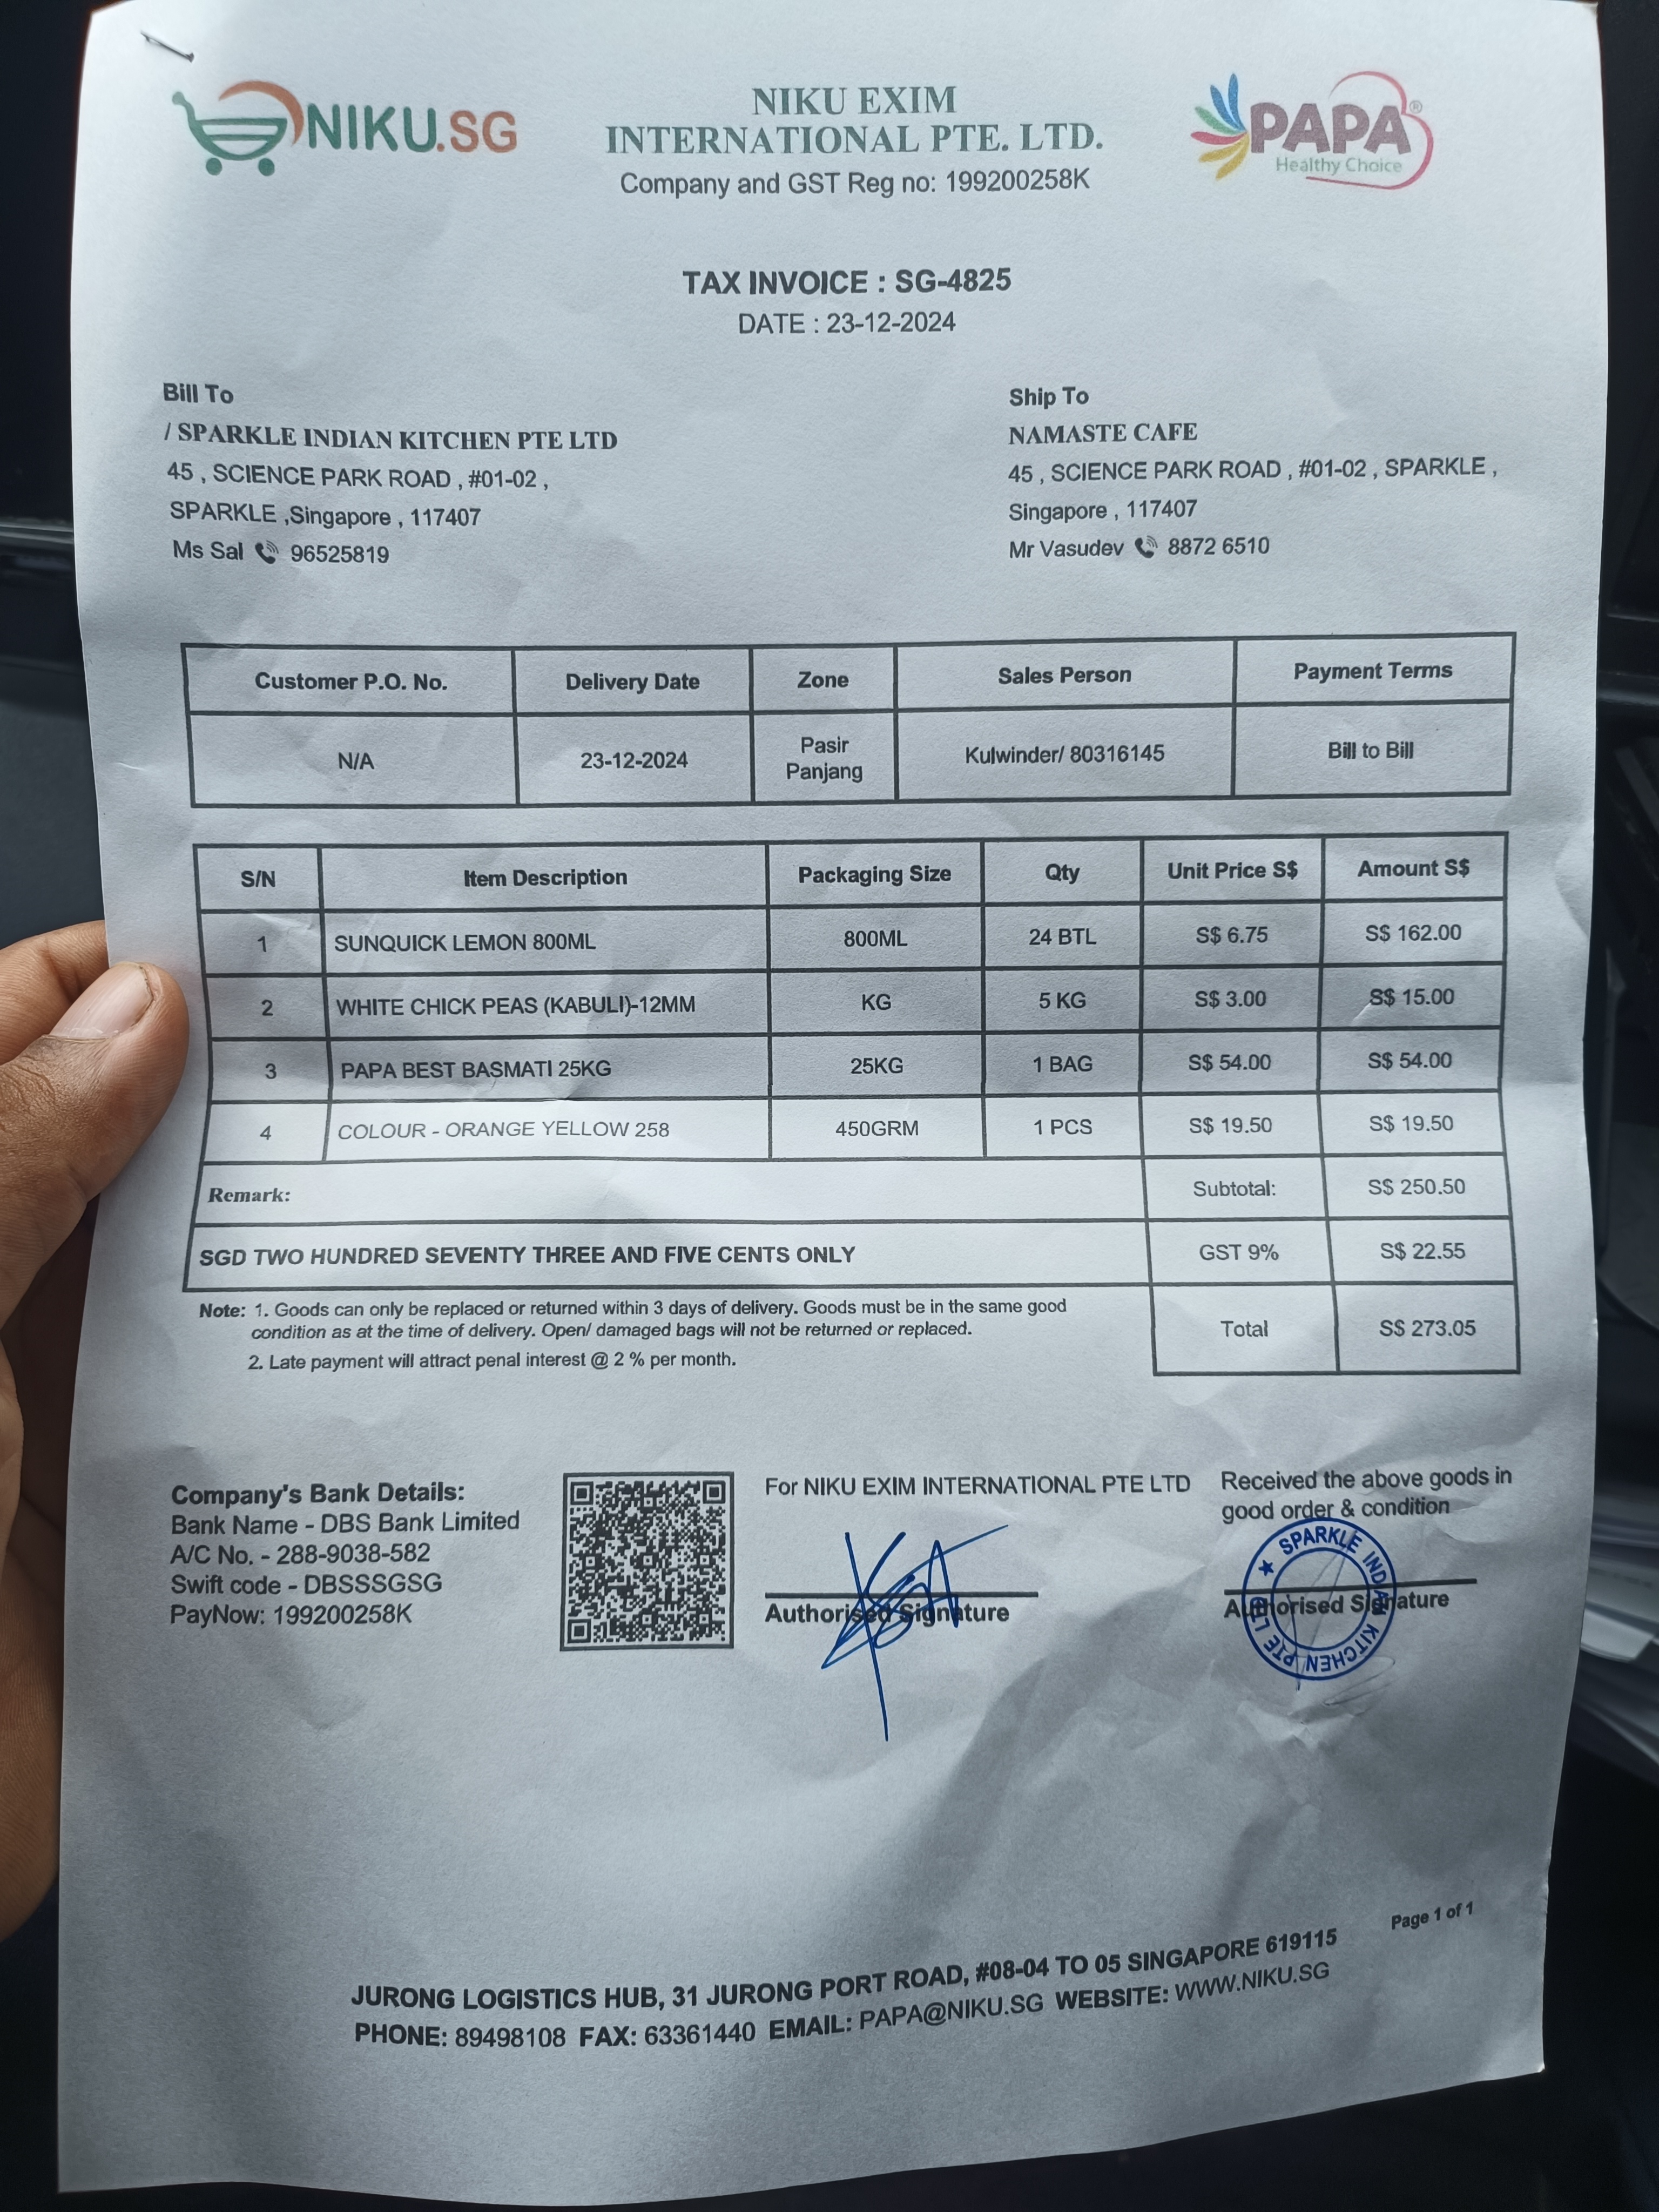 NIKU.SG
NIKU EXIM
INTERNATIONAL PTE. LTD.
Company and GST Reg no: 199200258K
PAPA®
Healthy Choice
TAX INVOICE : SG-4825
DATE : 23-12-2024
Bill To
/ SPARKLE INDIAN KITCHEN PTE LTD
45 , SCIENCE PARK ROAD , #01-02 ,
SPARKLE ,Singapore , 117407
Ms Sal 96525819
Ship To
NAMASTE CAFE
45 , SCIENCE PARK ROAD , #01-02 , SPARKLE ,
Singapore , 117407
Mr Vasudev 8872 6510
Customer P.O. No. Delivery Date Zone Sales Person Payment Terms
N/A 23-12-2024 Pasir Panjang Kulwinder/ 80316145 Bill to Bill
S/N Item Description Packaging Size Qty Unit Price S$ Amount S$
1 SUNQUICK LEMON 800ML 800ML 24 BTL S$ 6.75 S$ 162.00
2 WHITE CHICK PEAS (KABULI)-12MM KG 5 KG S$ 3.00 S$ 15.00
3 PAPA BEST BASMATI 25KG 25KG 1 BAG S$ 54.00 S$ 54.00
4 COLOUR - ORANGE YELLOW 258 450GRM 1 PCS S$ 19.50 S$ 19.50
Remark: Subtotal: S$ 250.50
SGD TWO HUNDRED SEVENTY THREE AND FIVE CENTS ONLY GST 9% S$ 22.55
Note: 1. Goods can only be replaced or returned within 3 days of delivery. Goods must be in the same good
condition as at the time of delivery. Open/ damaged bags will not be returned or replaced.
2. Late payment will attract penal interest @ 2 % per month.
Total S$ 273.05
Company's Bank Details:
Bank Name - DBS Bank Limited
A/C No. - 288-9038-582
Swift code - DBSSSGSG
PayNow: 199200258K
For NIKU EXIM INTERNATIONAL PTE LTD
Authorised Signature
Received the above goods in
good order & condition
Authorised Signature
SPARKLE INDIAN KITCHEN PTE LTD
Page 1 of 1
JURONG LOGISTICS HUB, 31 JURONG PORT ROAD, #08-04 TO 05 SINGAPORE 619115
PHONE: 89498108 FAX: 63361440 EMAIL: PAPA@NIKU.SG WEBSITE: WWW.NIKU.SG